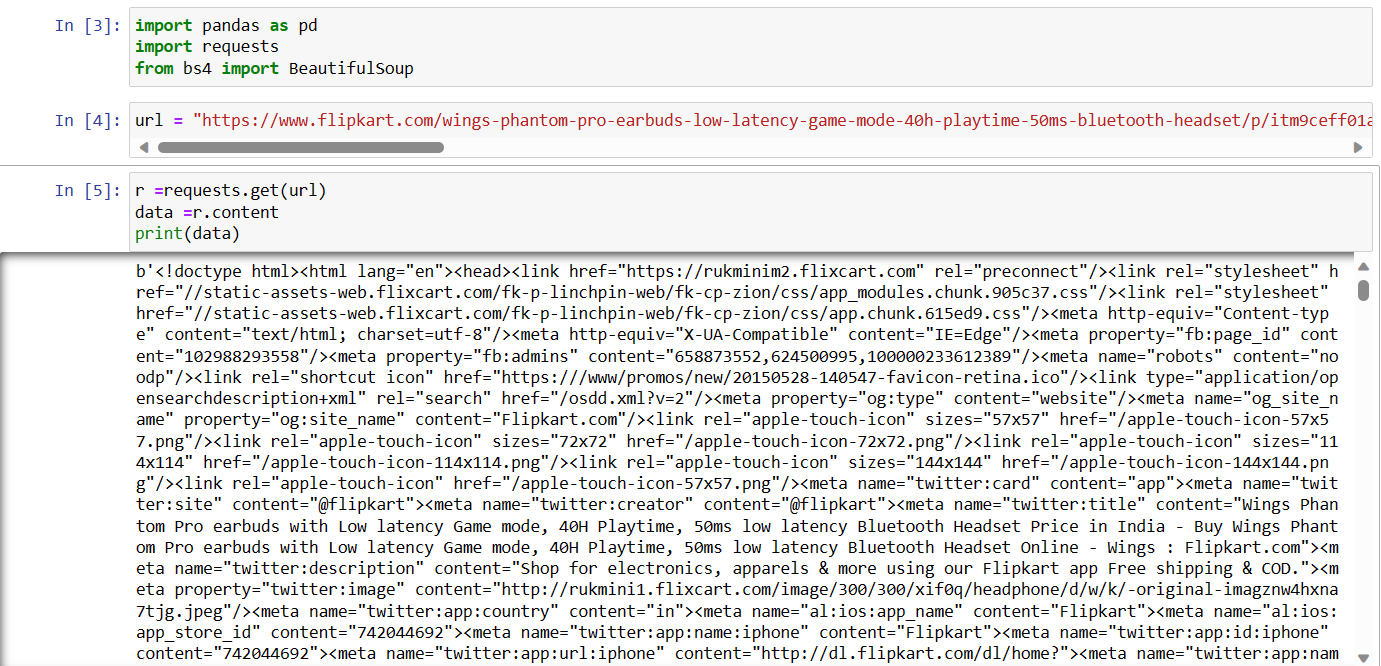 In [3]: import pandas as pd
import requests
from bs4 import BeautifulSoup
In [4]: url = "https://www.flipkart.com/wings-phantom-pro-earbuds-low-latency-game-mode-40h-playtime-50ms-bluetooth-headset/p/itm9ceff01a
In [5]: r =requests.get(url)
data =r.content
print(data)
b'<!doctype html><html lang="en"><head><link href="https://rukminim2.flixcart.com" rel="preconnect"/><link rel="stylesheet" h
ref="//static-assets-web.flixcart.com/fk-p-linchpin-web/fk-cp-zion/css/app_modules.chunk.905c37.css"/><link rel="stylesheet"
href="//static-assets-web.flixcart.com/fk-p-linchpin-web/fk-cp-zion/css/app.chunk.615ed9.css"/><meta http-equiv="Content-typ
e" content="text/html; charset=utf-8"/><meta http-equiv="X-UA-Compatible" content="IE=Edge"/><meta property="fb:page_id" cont
ent="102988293558"/><meta property="fb:admins" content="658873552,624500995,100000233612389"/><meta name="robots" content="no
odp"/><link rel="shortcut icon" href="https:///www/promos/new/20150528-140547-favicon-retina.ico"/><link type="application/op
ensearchdescription+xml" rel="search" href="/osdd.xml?v=2"/><meta property="og:type" content="website"/><meta name="og_site_n
ame" property="og:site_name" content="Flipkart.com"/><link rel="apple-touch-icon" sizes="57x57" href="/apple-touch-icon-57x5
7.png"/><link rel="apple-touch-icon" sizes="72x72" href="/apple-touch-icon-72x72.png"/><link rel="apple-touch-icon" sizes="11
4x114" href="/apple-touch-icon-114x114.png"/><link rel="apple-touch-icon" sizes="144x144" href="/apple-touch-icon-144x144.pn
g"/><link rel="apple-touch-icon" href="/apple-touch-icon-57x57.png"/><meta name="twitter:card" content="app"><meta name="twit
ter:site" content="@flipkart"><meta name="twitter:creator" content="@flipkart"><meta name="twitter:title" content="Wings Phan
tom Pro earbuds with Low latency Game mode, 40H Playtime, 50ms low latency Bluetooth Headset Price in India - Buy Wings Phant
om Pro earbuds with Low latency Game mode, 40H Playtime, 50ms low latency Bluetooth Headset Online - Wings : Flipkart.com"><m
eta name="twitter:description" content="Shop for electronics, apparels & more using our Flipkart app Free shipping & COD."><m
eta property="twitter:image" content="http://rukmini1.flixcart.com/image/300/300/xif0q/headphone/d/w/k/-original-imagznw4hxna
7tjg.jpeg"/><meta name="twitter:app:country" content="in"><meta name="al:ios:app_name" content="Flipkart"><meta name="al:ios:
app_store_id" content="742044692"><meta name="twitter:app:name:iphone" content="Flipkart"><meta name="twitter:app:id:iphone"
content="742044692"><meta name="twitter:app:url:iphone" content="http://dl.flipkart.com/dl/home?"><meta name="twitter:app:nam